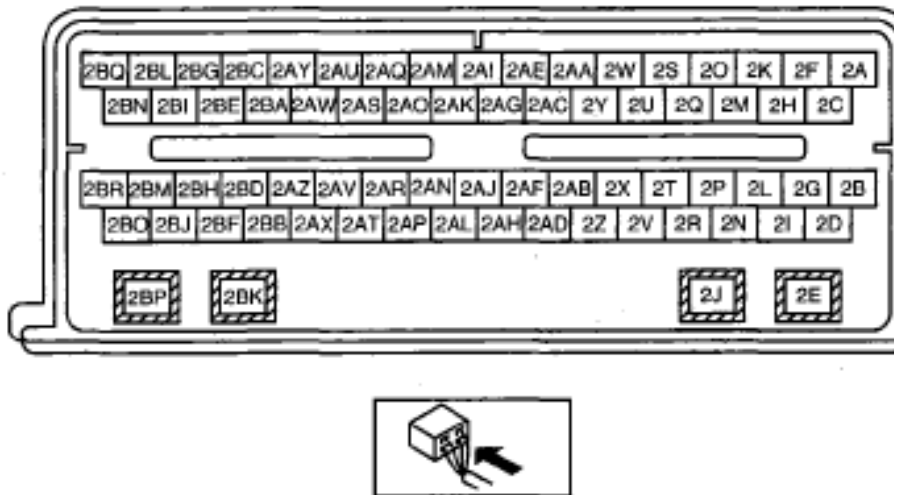 2BQ 2BL 2BG 2BC 2AY 2AU 2AQ 2AM 2AI 2AE 2AA 2W 2S 2O 2K 2F 2A
2BN 2BI 2BE 2BA 2AW 2AS 2AO 2AK 2AG 2AC 2Y 2U 2Q 2M 2H 2C
2BR 2BM 2BH 2BD 2AZ 2AV 2AR 2AN 2AJ 2AF 2AB 2X 2T 2P 2L 2G 2B
2BO 2BJ 2BF 2BB 2AX 2AT 2AP 2AL 2AH 2AD 2Z 2V 2R 2N 2I 2D
2BP 2BK 2J 2E